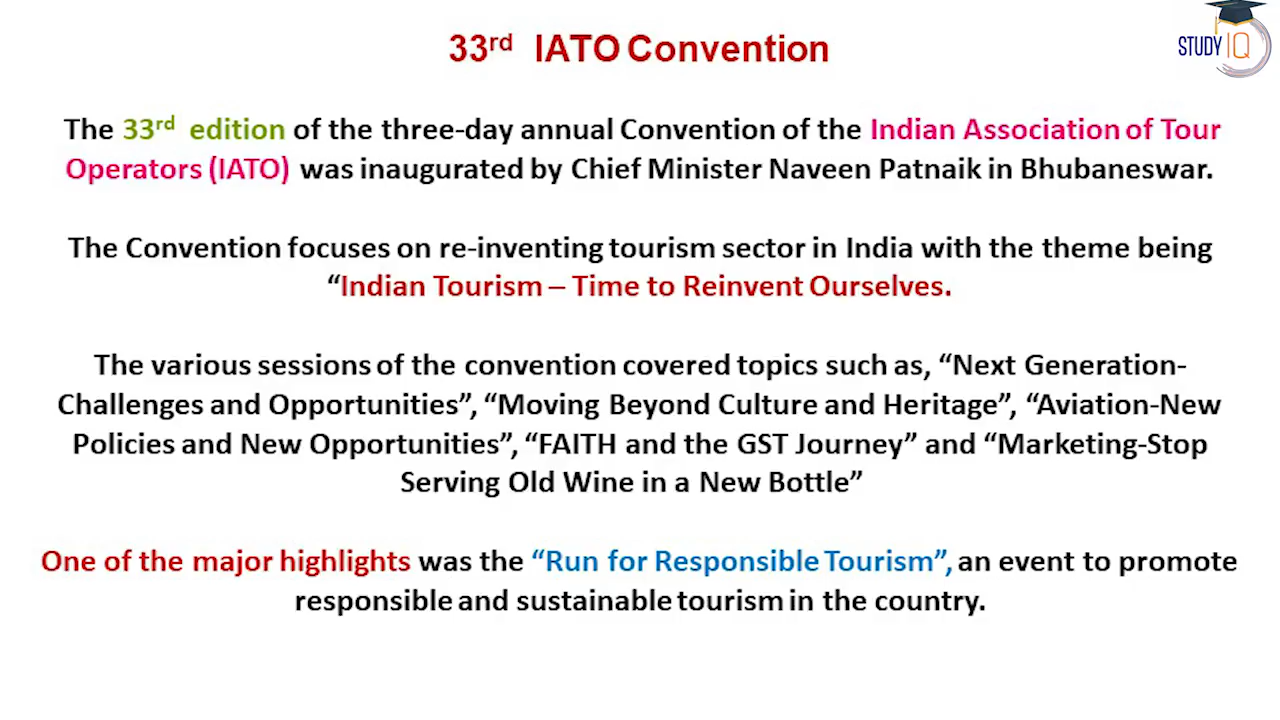 33rd IATO Convention
STUDY IQ
The 33rd edition of the three-day annual Convention of the Indian Association of Tour
Operators (IATO) was inaugurated by Chief Minister Naveen Patnaik in Bhubaneswar.
The Convention focuses on re-inventing tourism sector in India with the theme being
“Indian Tourism – Time to Reinvent Ourselves.
The various sessions of the convention covered topics such as, “Next Generation-
Challenges and Opportunities”, “Moving Beyond Culture and Heritage”, “Aviation-New
Policies and New Opportunities”, “FAITH and the GST Journey” and “Marketing-Stop
Serving Old Wine in a New Bottle”
One of the major highlights was the “Run for Responsible Tourism”, an event to promote
responsible and sustainable tourism in the country.